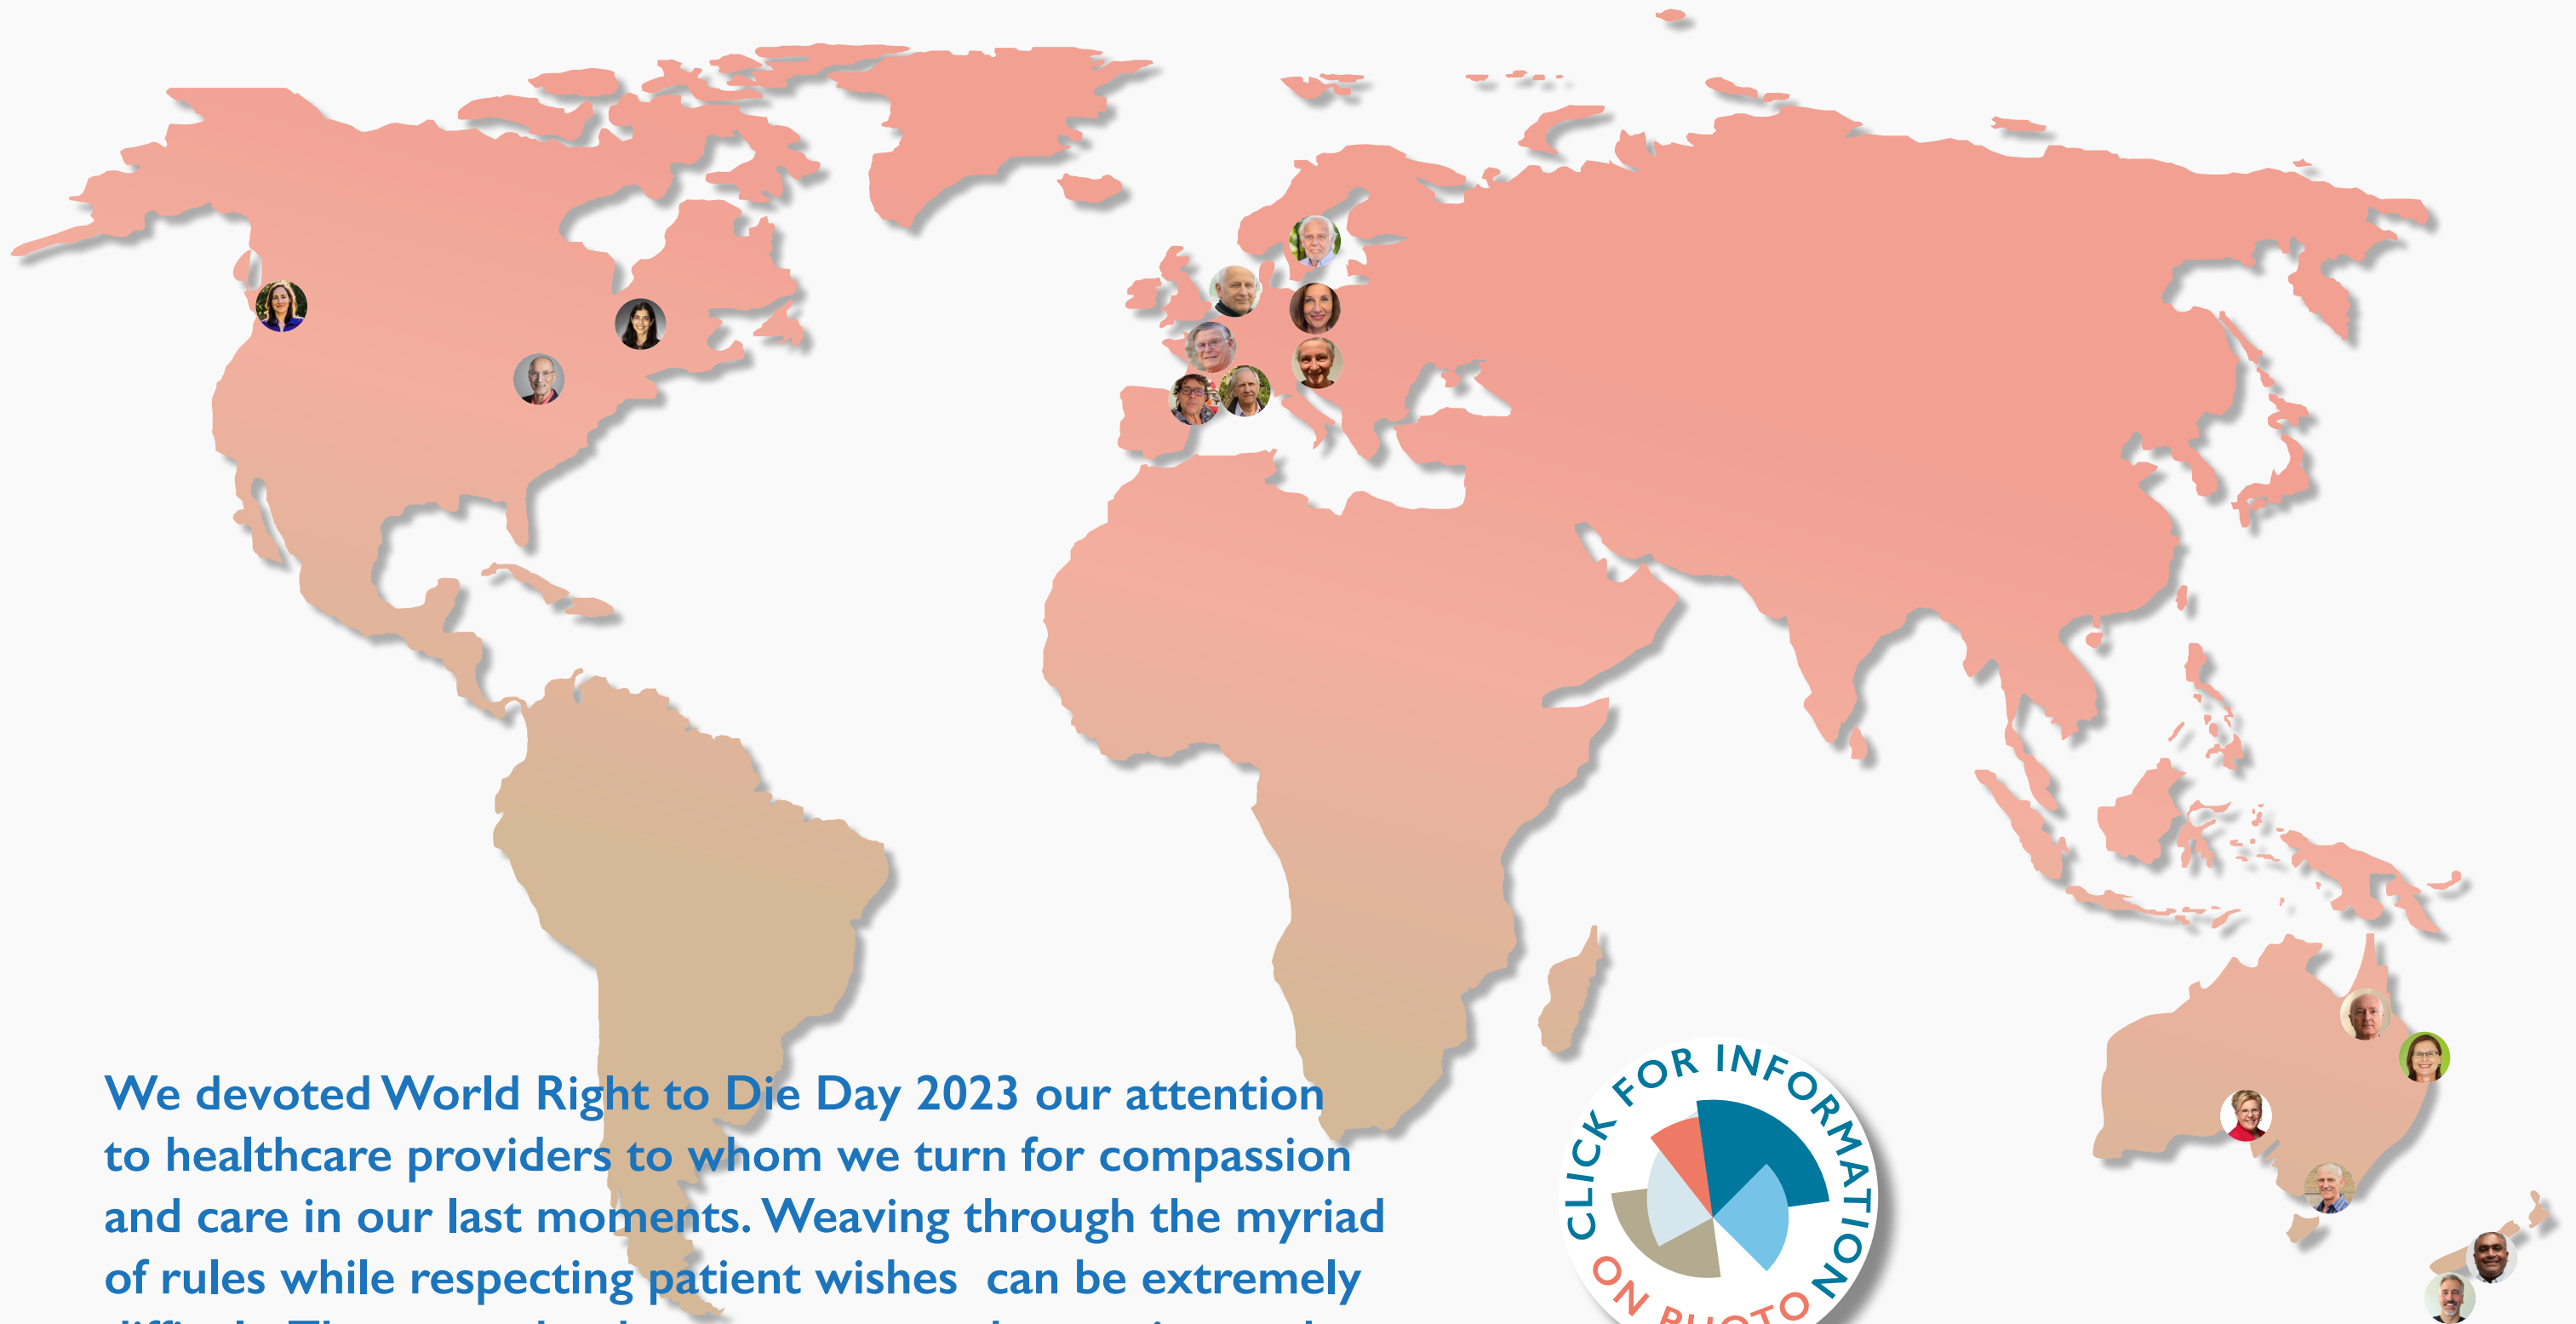 We devoted World Right to Die Day 2023 our attention
to healthcare providers to whom we turn for compassion
and care in our last moments. Weaving through the myriad
of rules while respecting patient wishes  can be extremely
CLICK FOR INFORMATION
ON PHOTO